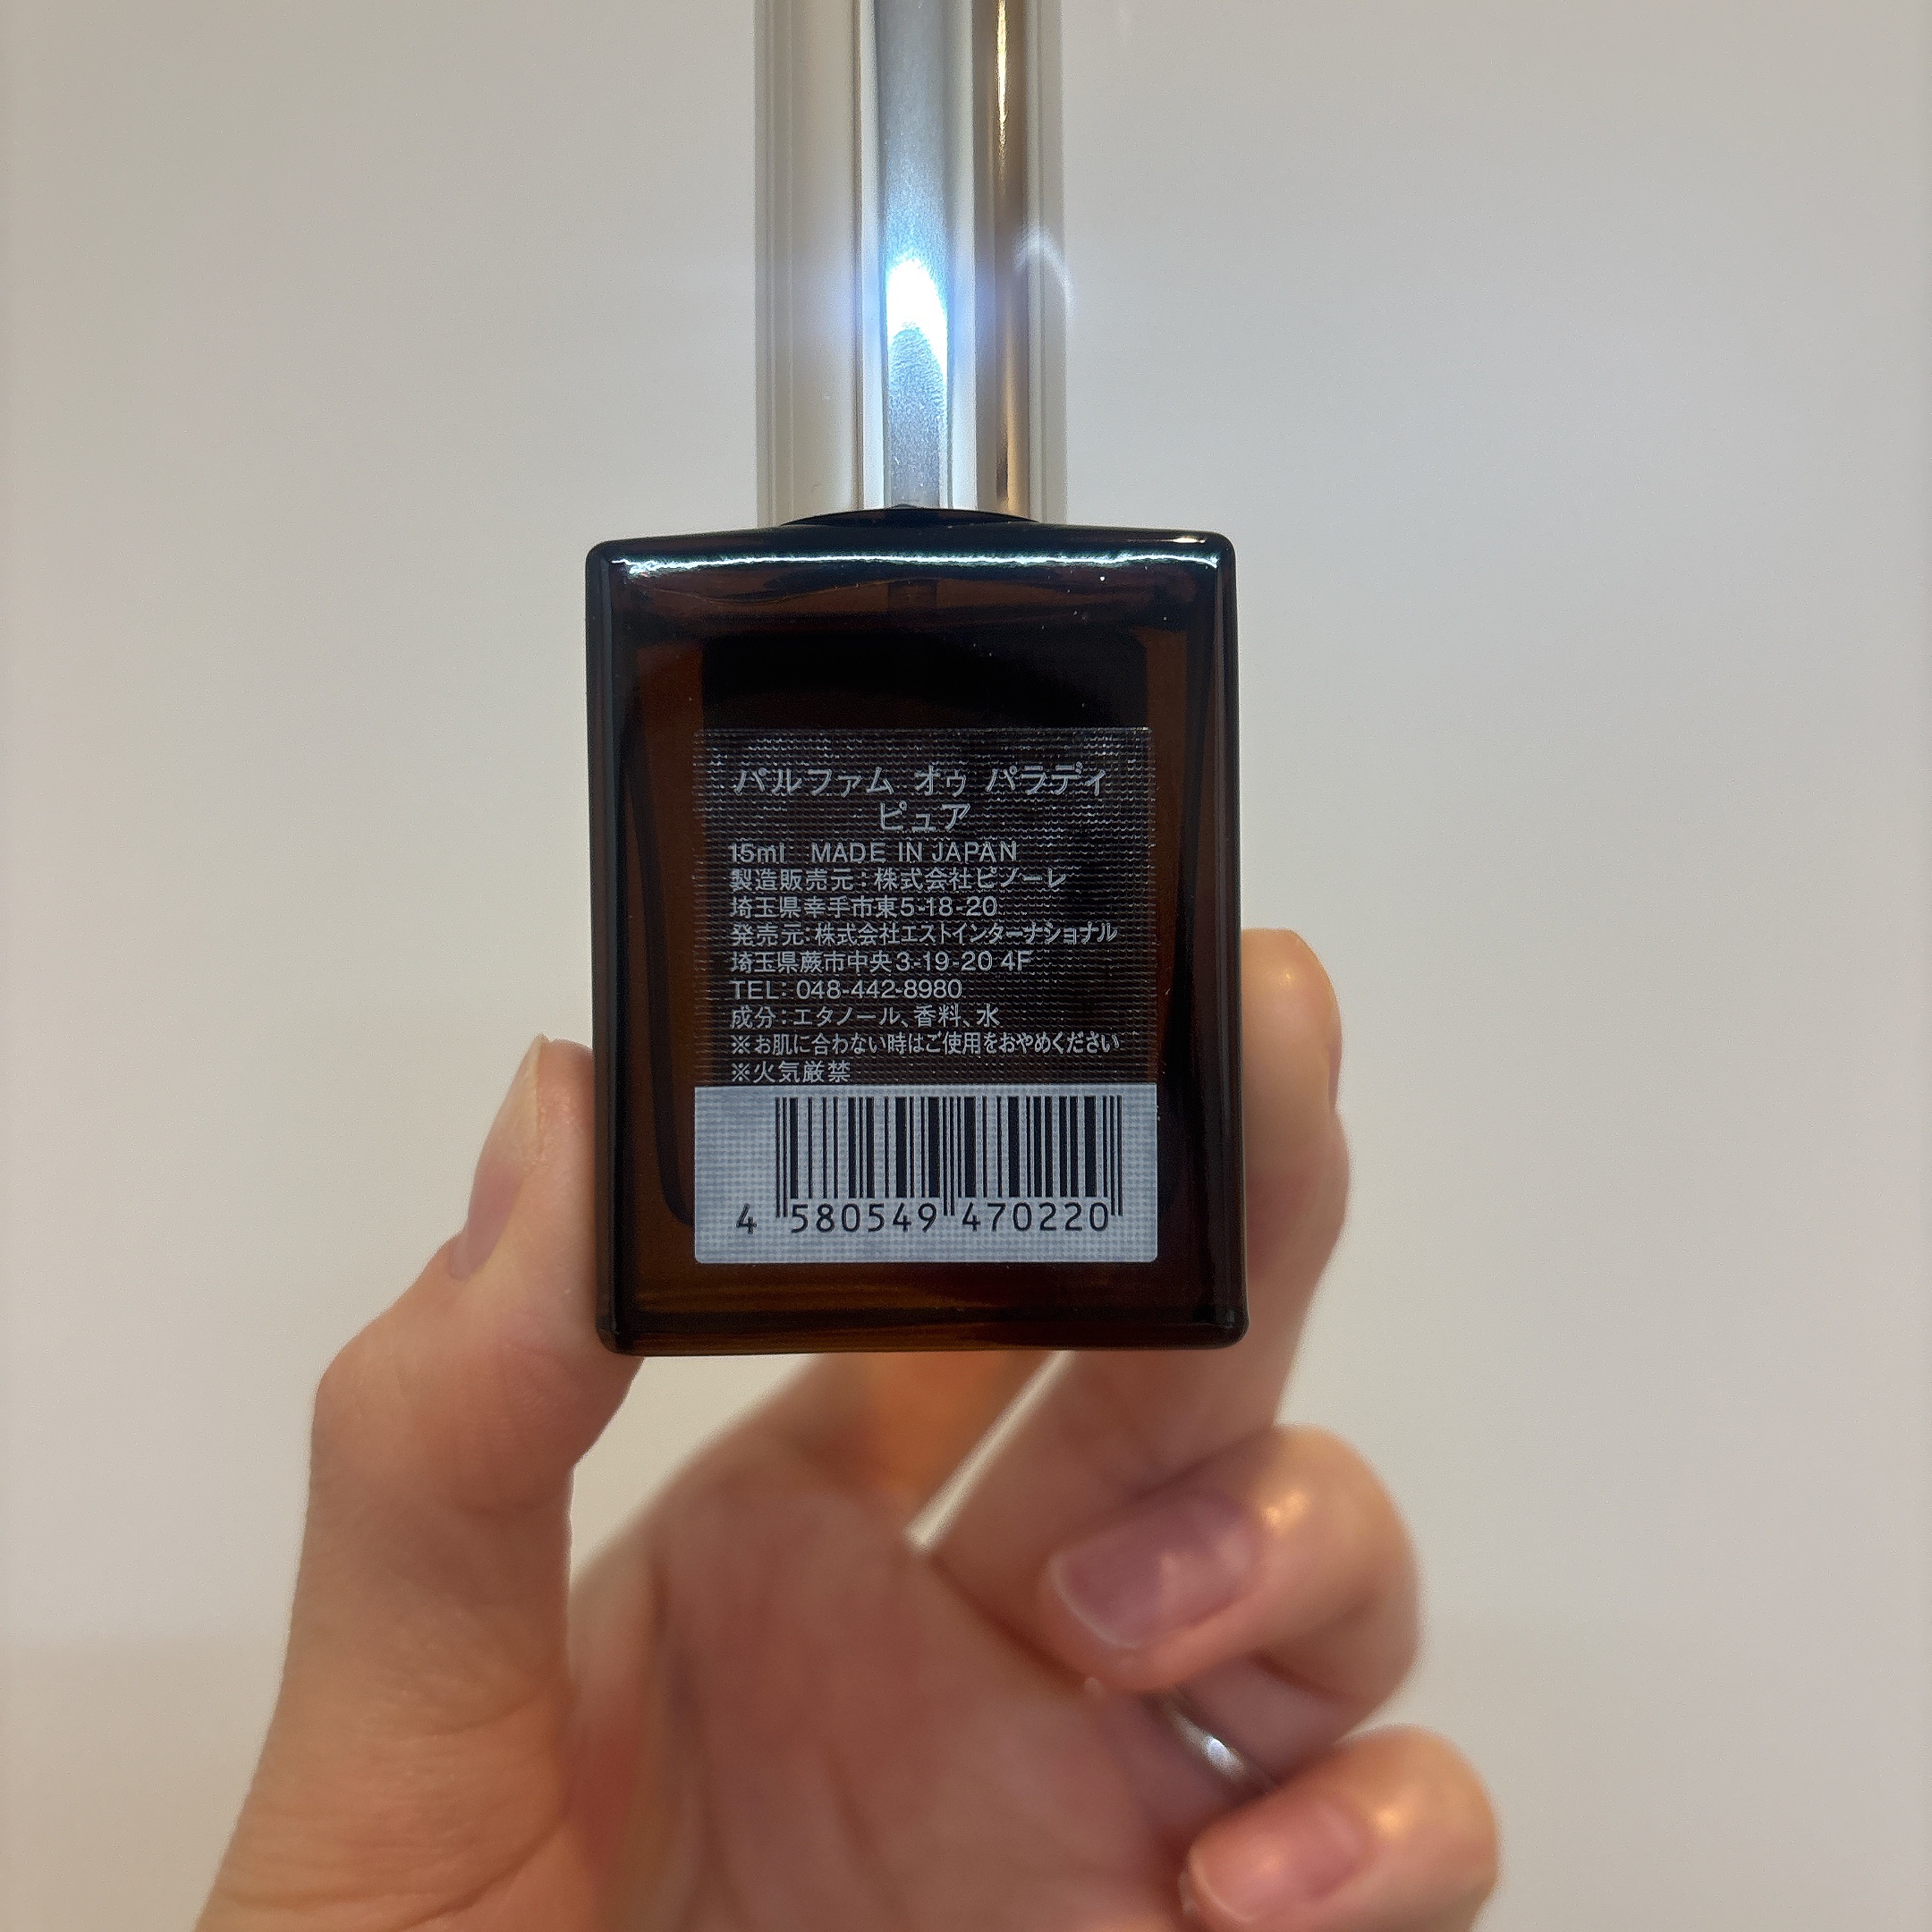 パルファム オゥ パラディ
ピュア
15ml MADE IN JAPAN
製造販売元：株式会社ピノーレ
埼玉県幸手市東5-18-20
発売元：株式会社エストインターナショナル
埼玉県蕨市中央3-19-20 4F
TEL：048-442-8980
成分：エタノール、香料、水
※お肌に合わない時はご使用をおやめください
※火気厳禁
4 580549 470220